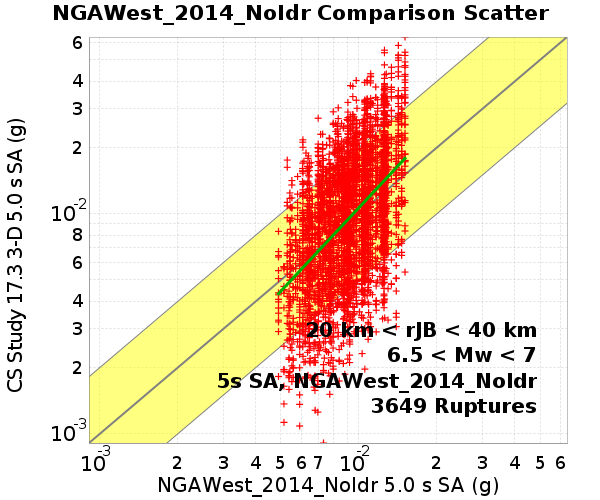 NGAWest_2014_NoIdr Comparison Scatter
CS Study 17.3 3-D 5.0 s SA (g)
6
4
3
2
10-2
8
6
4
3
2
10-3
20 km < rJB < 40 km
6.5 < Mw < 7
5s SA, NGAWest_2014_NoIdr
3649 Ruptures
10-3 2 3 4 5 6 7 10-2 2 3 4 5 6
NGAWest_2014_NoIdr 5.0 s SA (g)